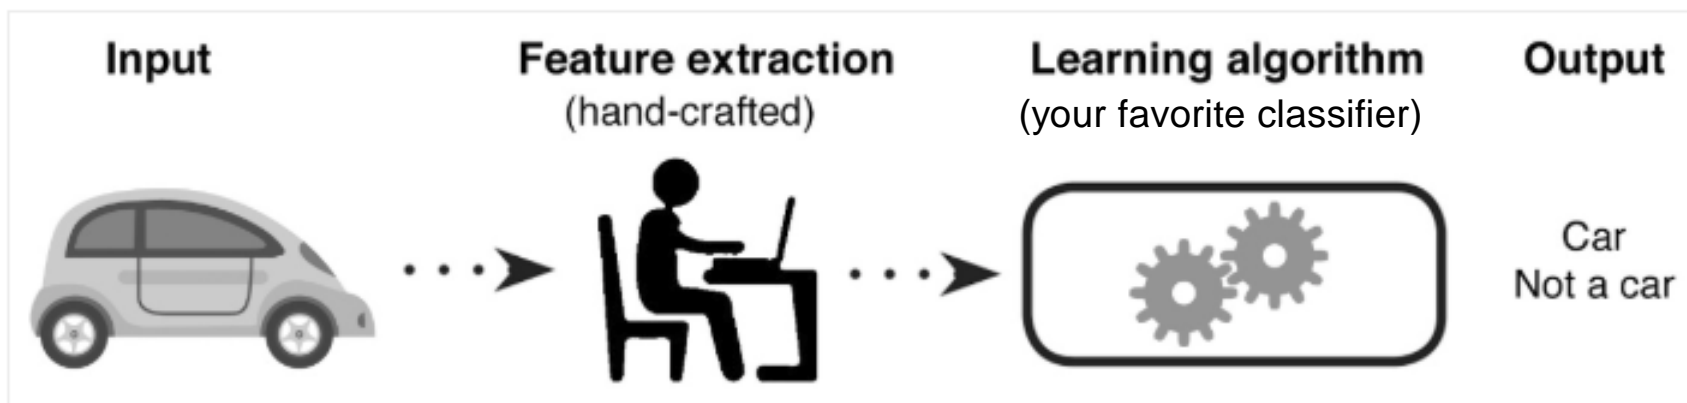 Input
Feature extraction
(hand-crafted)
Learning algorithm
(your favorite classifier)
Output
Car
Not a car